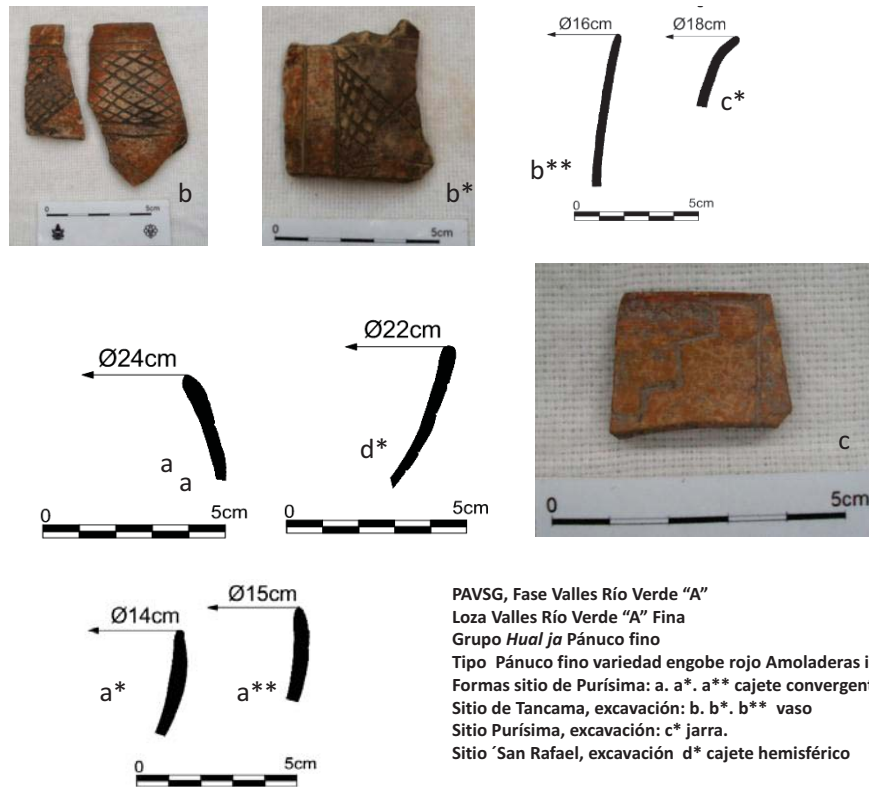 b
0 5cm
b*
0 5cm
Ø16cm
Ø18cm
b**
c*
Ø24cm
a
a
0 5cm
Ø22cm
d*
0 5cm
c
0 5cm
Ø14cm
a*
Ø15cm
a**
PAVSG, Fase Valles Río Verde “A”
Loza Valles Río Verde “A” Fina
Grupo Hual ja Pánuco fino
Tipo Pánuco fino variedad engobe rojo Amoladeras i
Formas sitio de Purísima: a. a*. a** cajete convergent
Sitio de Tancama, excavación: b. b*. b** vaso
Sitio Purísima, excavación: c* jarra.
Sitio ´San Rafael, excavación d* cajete hemisférico